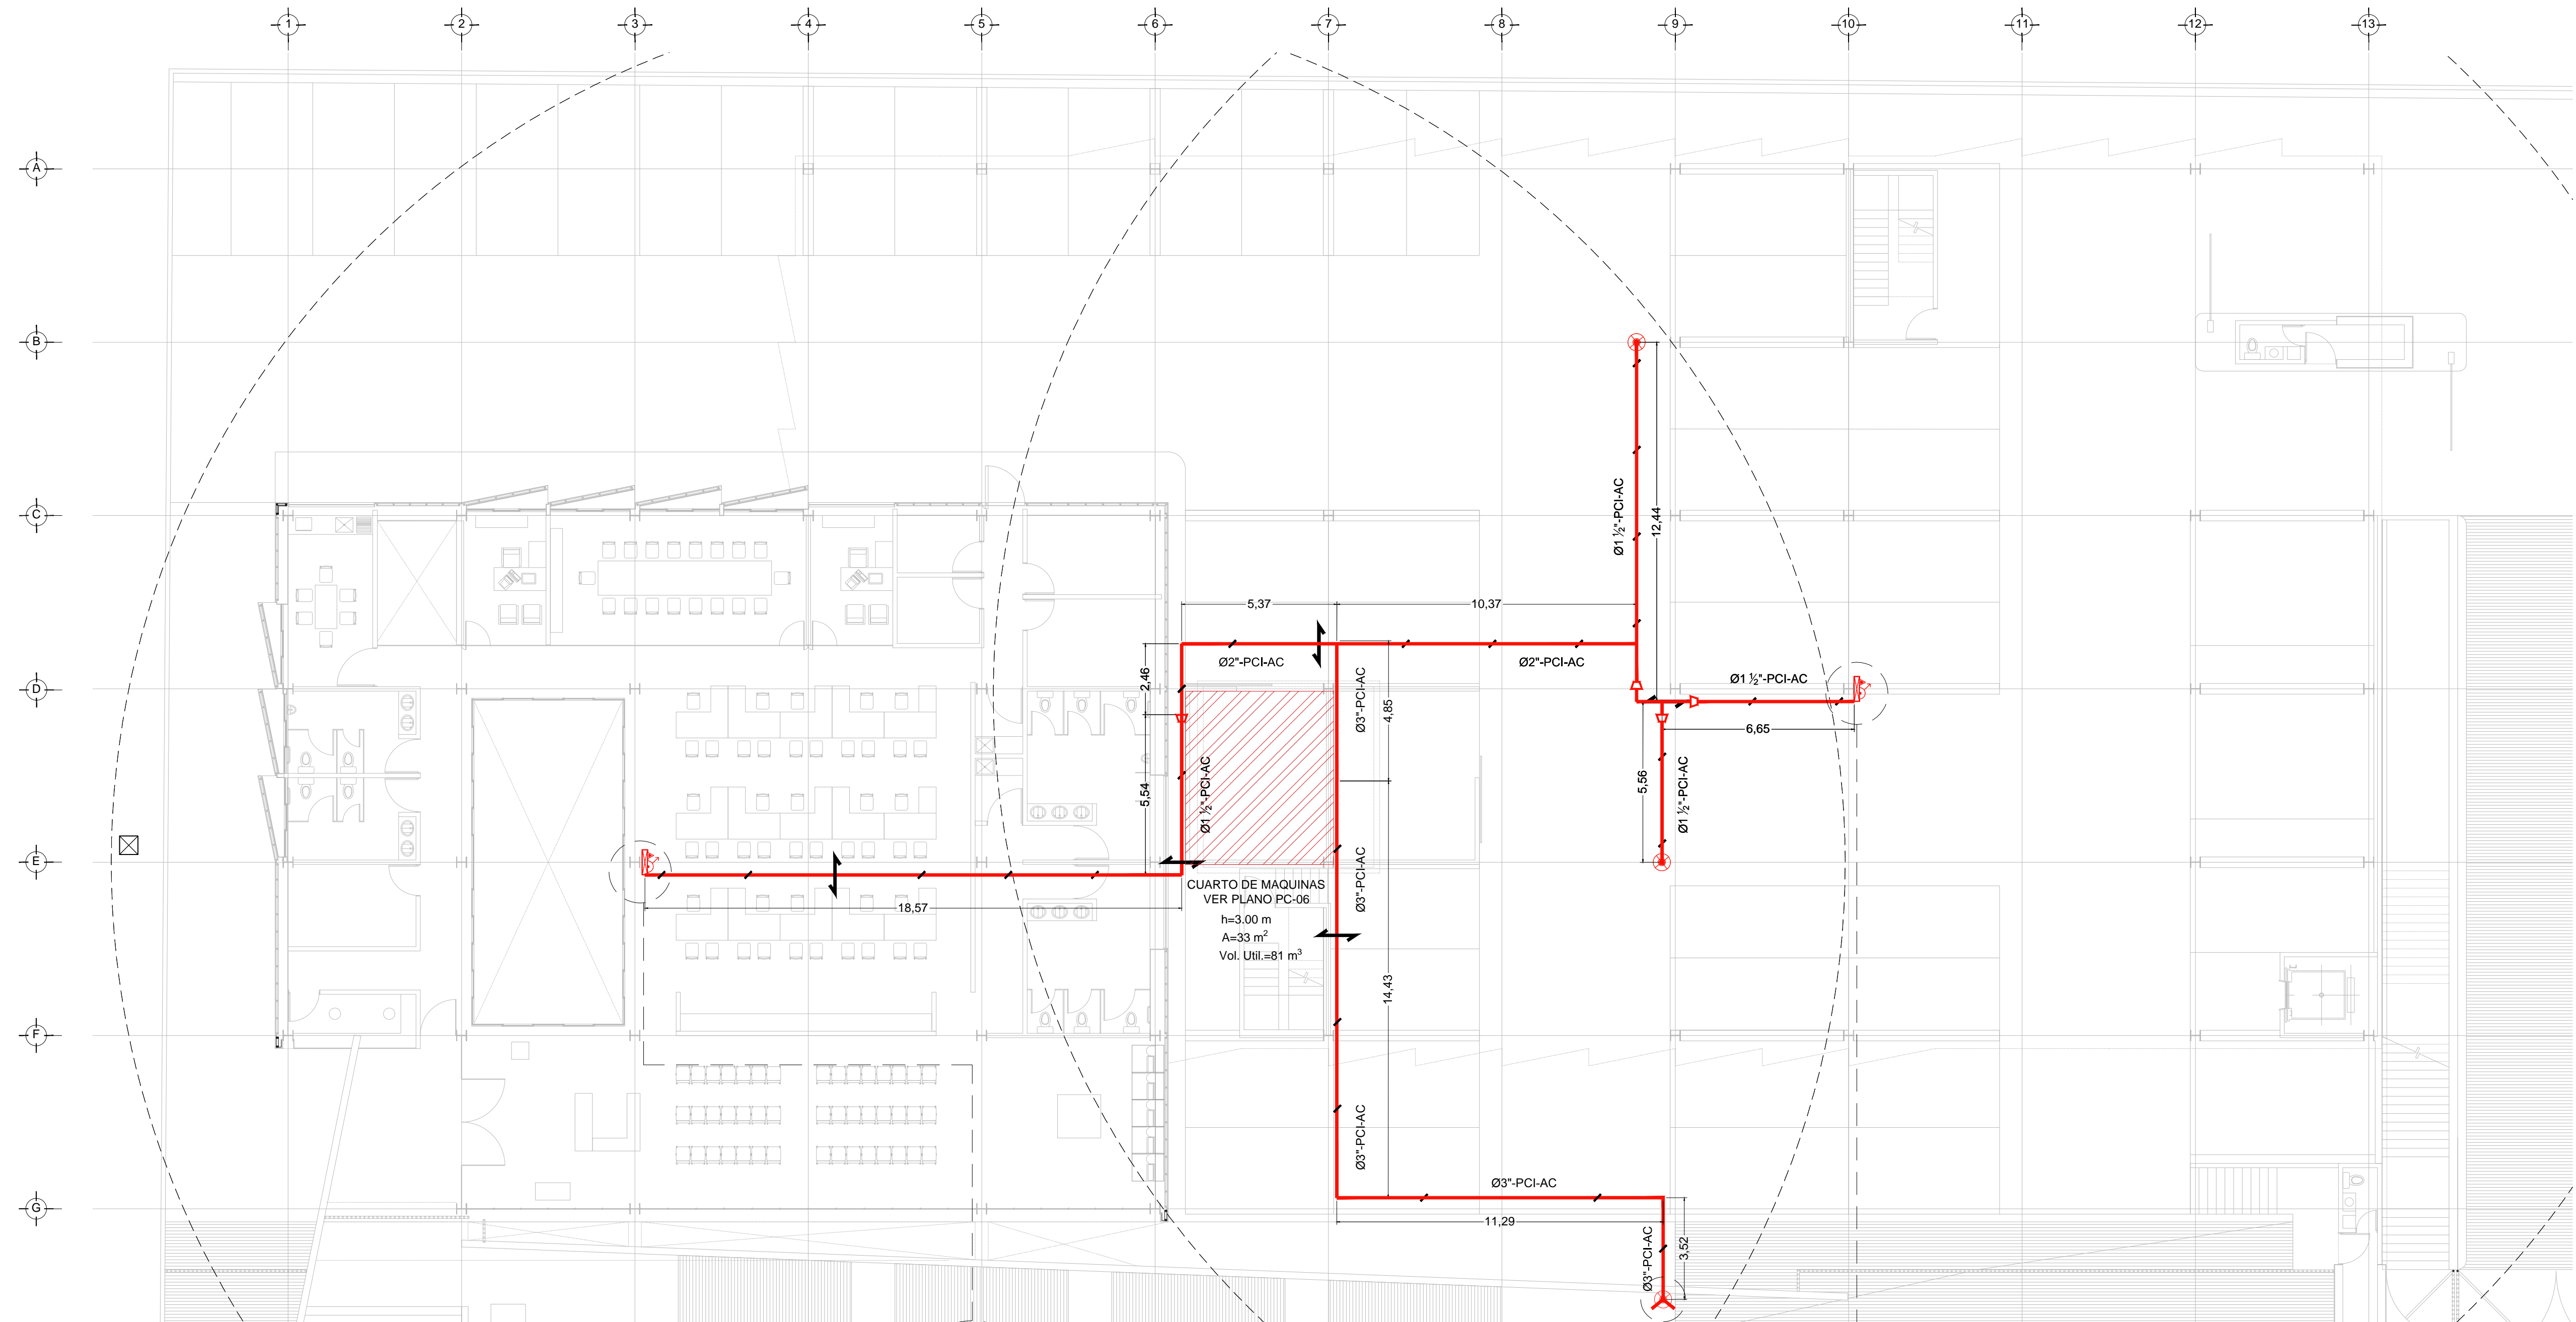 1
2
3
4
5
6
7
8
9
10
11
12
13
A
B
C
D
E
F
G
Ø1 ½"-PCI-AC
12,44
5,37
10,37
Ø2"-PCI-AC
Ø2"-PCI-AC
2,46
Ø3"-PCI-AC
4,85
Ø1 ½"-PCI-AC
6,65
5,54
Ø1 ½"-PCI-AC
5,56
Ø1 ½"-PCI-AC
18,57
CUARTO DE MAQUINAS
VER PLANO PC-06
h=3.00 m
A=33 m²
Vol. Util.=81 m³
Ø3"-PCI-AC
14,43
Ø3"-PCI-AC
Ø3"-PCI-AC
11,29
Ø3"-PCI-AC
3,52